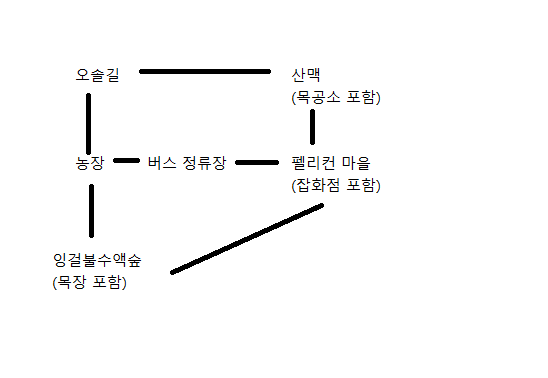 오솔길
산맥
(목공소 포함)
농장
버스 정류장
펠리컨 마을
(잡화점 포함)
잉걸불수액숲
(목장 포함)